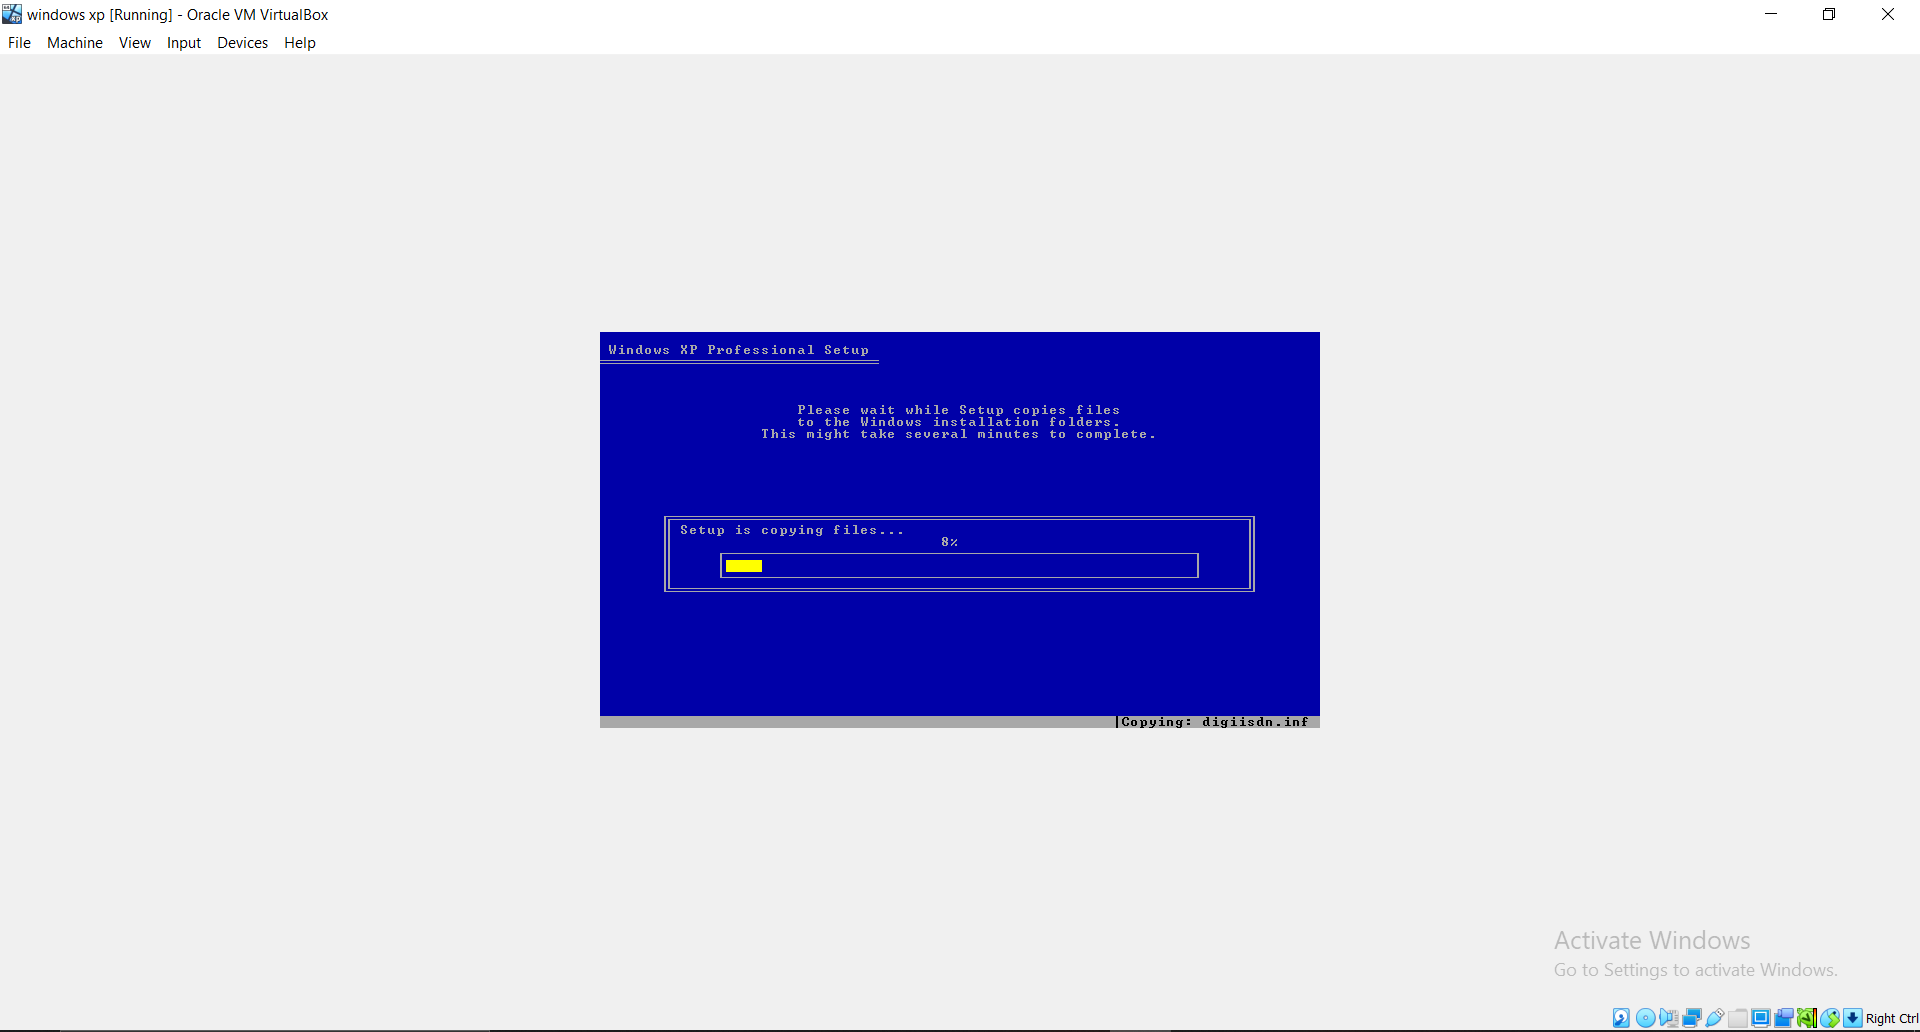 windows xp [Running] - Oracle VM VirtualBox
File Machine View Input Devices Help
Windows XP Professional Setup
Please wait while Setup copies files
to the Windows installation folders.
This might take several minutes to complete.
Setup is copying files...
8%
Copying: digiisdn.inf
Activate Windows
Go to Settings to activate Windows.
Right Ctrl